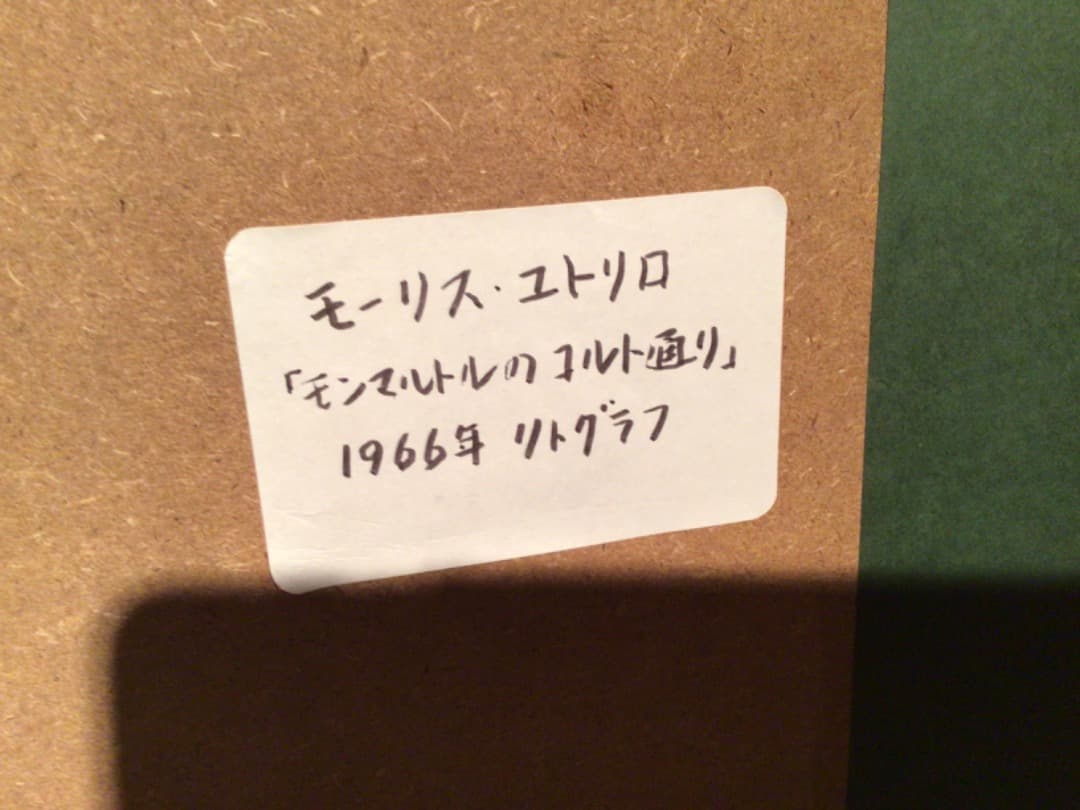 モーリス・ユトリロ
「モンマルトルのコルト通り」
1966年 リトグラフ